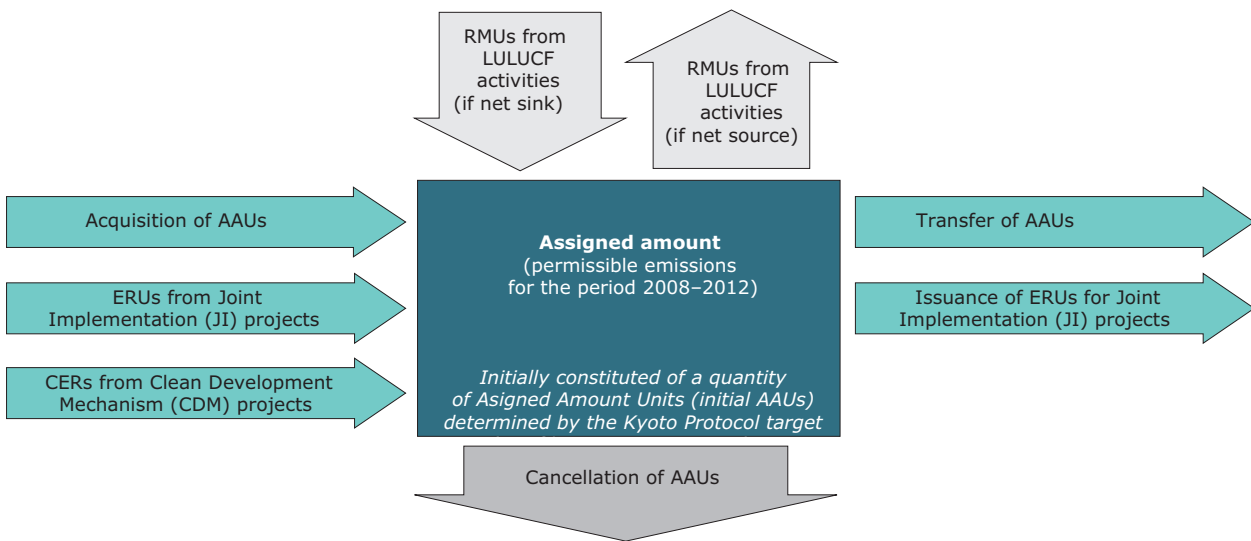 RMUs from
LULUCF
activities
(if net sink)
RMUs from
LULUCF
activities
(if net source)
Acquisition of AAUs
ERUs from Joint
Implementation (JI) projects
CERs from Clean Development
Mechanism (CDM) projects
Assigned amount
(permissible emissions
for the period 2008–2012)
Initially constituted of a quantity
of Asigned Amount Units (initial AAUs)
determined by the Kyoto Protocol target
Transfer of AAUs
Issuance of ERUs for Joint
Implementation (JI) projects
Cancellation of AAUs